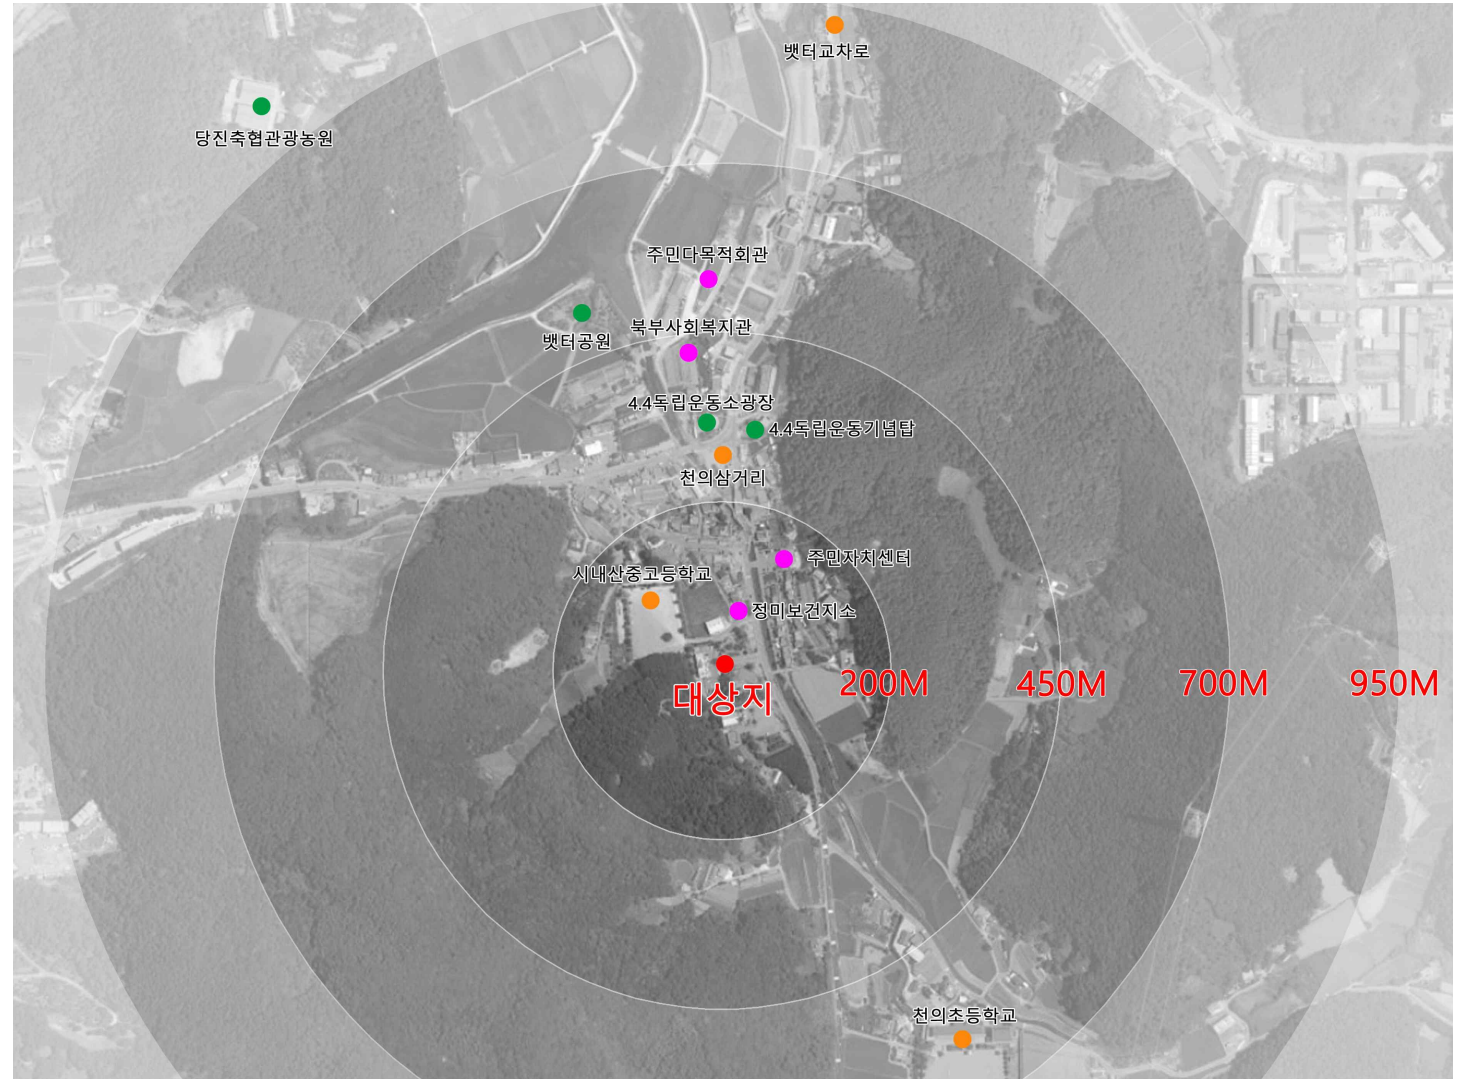 뱃터교차로
당진축협관광농원
주민다목적회관
북부사회복지관
뱃터공원
4.4독립운동소광장
4.4독립운동기념탑
천의삼거리
주민자치센터
시내산중고등학교
정미보건지소
대상지
200M
450M
700M
950M
천의초등학교